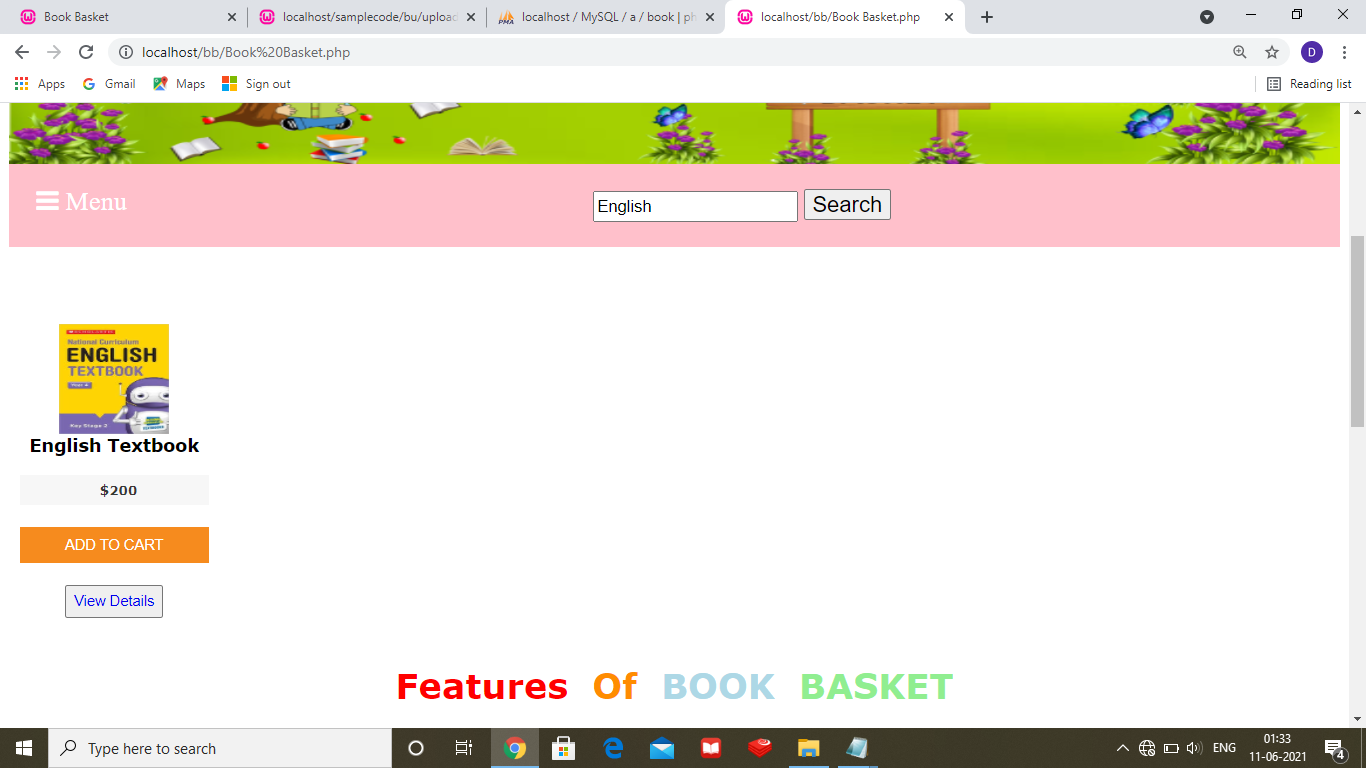 Book Basket
localhost/samplecode/bu/upload
localhost / MySQL / a / book | ph
localhost/bb/Book Basket.php
localhost/bb/Book%20Basket.php
D
Apps
Gmail
Maps
Sign out
Reading list
Menu
English
Search
National Curriculum
ENGLISH
TEXTBOOK
Key Stage 2
English Textbook
$200
ADD TO CART
View Details
Features Of BOOK BASKET
Type here to search
ENG
01:33
11-06-2021
4